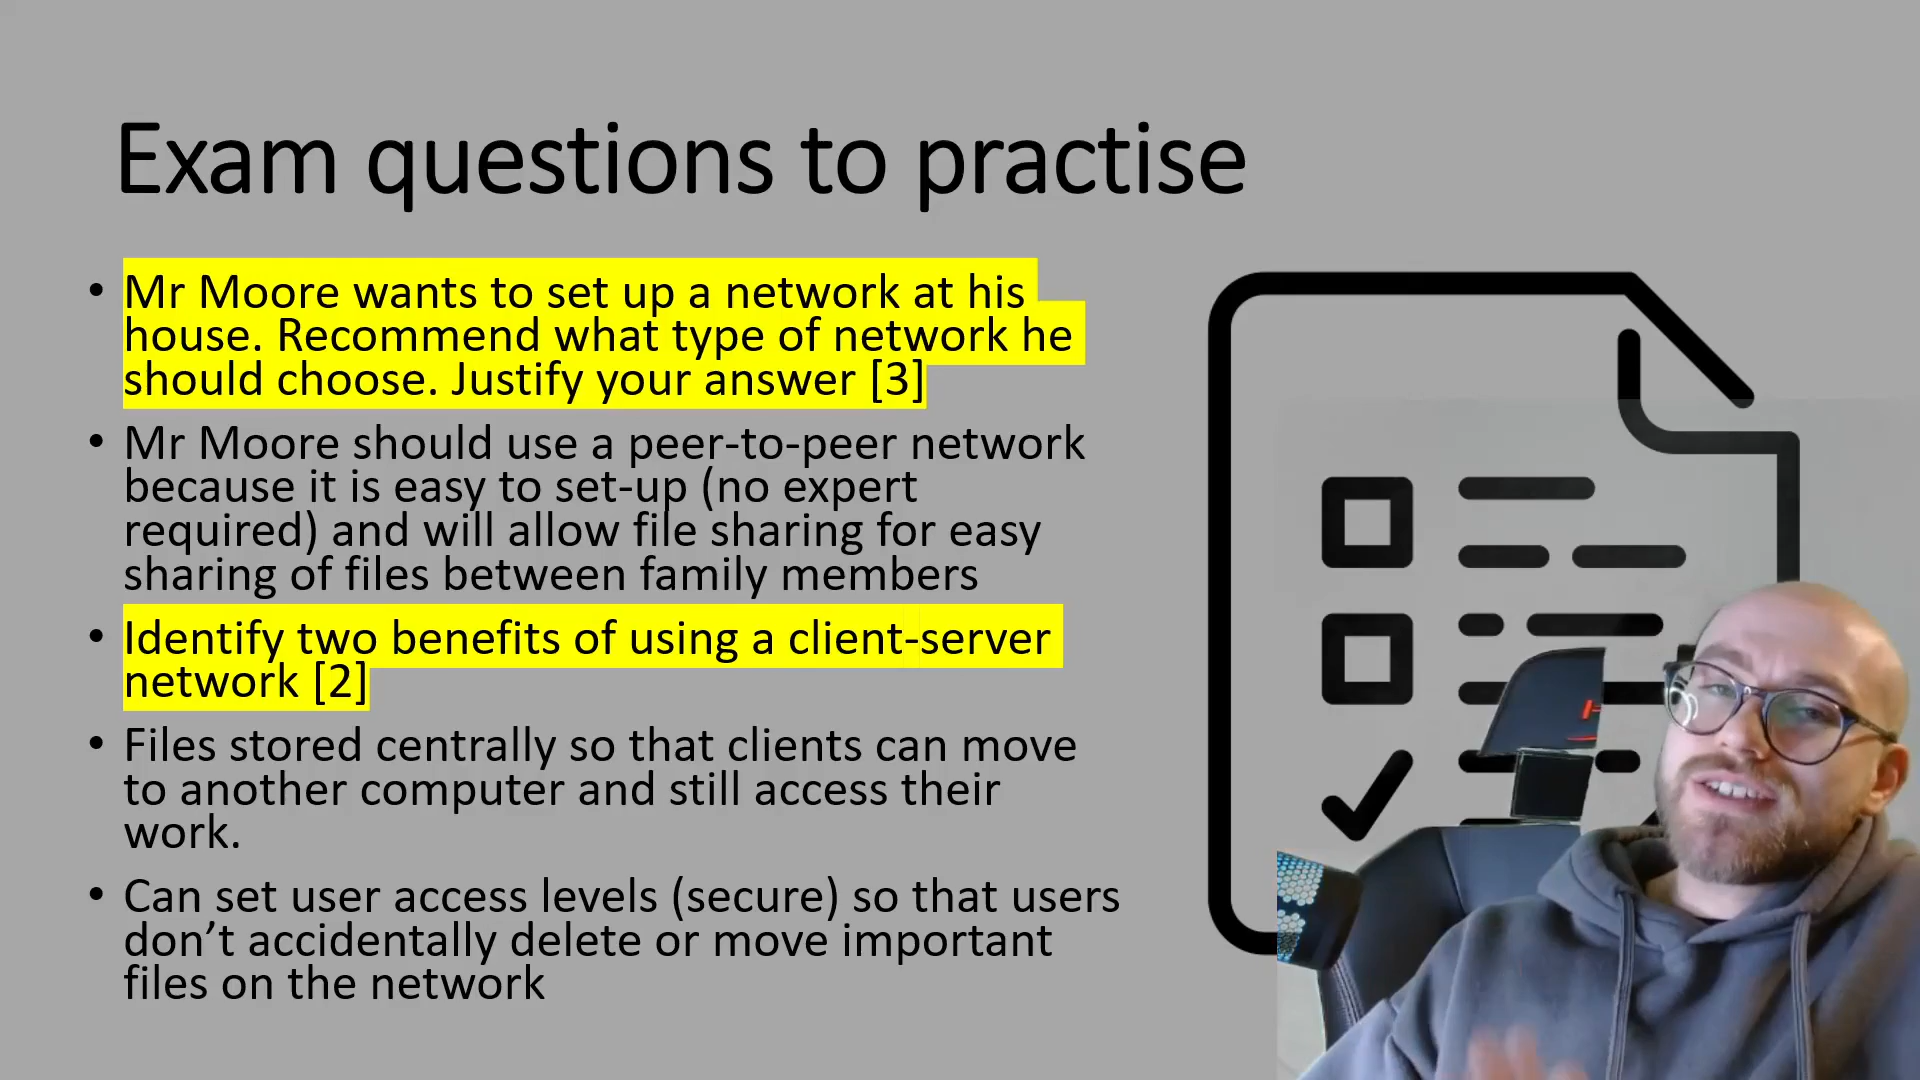 Exam questions to practise
• Mr Moore wants to set up a network at his
house. Recommend what type of network he
should choose. Justify your answer [3]
• Mr Moore should use a peer-to-peer network
because it is easy to set-up (no expert
required) and will allow file sharing for easy
sharing of files between family members
• Identify two benefits of using a client-server
network [2]
• Files stored centrally so that clients can move
to another computer and still access their
work.
• Can set user access levels (secure) so that users
don’t accidentally delete or move important
files on the network